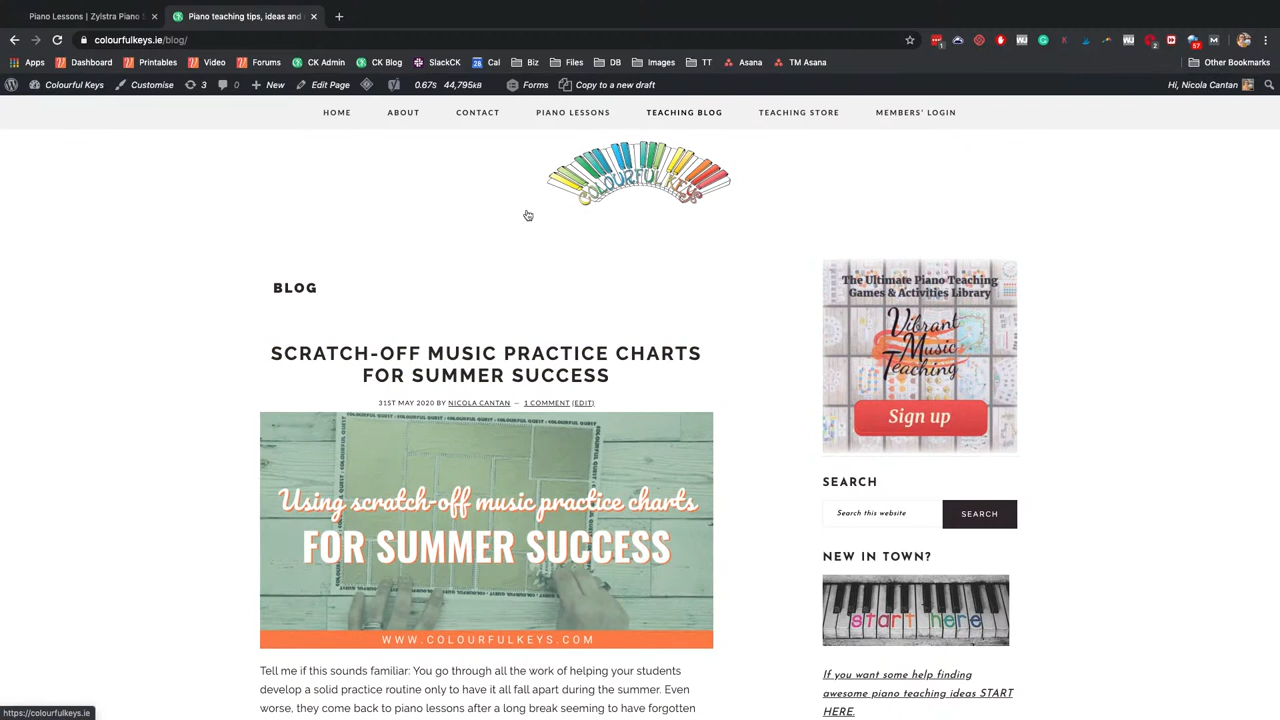 Piano Lessons | Zylstra Piano S
Piano teaching tips, ideas and
colourfulkeys.ie/blog/
Apps Dashboard Printables Video Forums CK Admin CK Blog SlackCK 28 Cal Biz Files DB Images TT Asana TM Asana Other Bookmarks
Colourful Keys Customise 3 0 New Edit Page 0.67s 44,795kB Forms Copy to a new draft Hi, Nicola Cantan
HOME ABOUT CONTACT PIANO LESSONS TEACHING BLOG TEACHING STORE MEMBERS' LOGIN
COLOURFUL KEYS
BLOG
SCRATCH-OFF MUSIC PRACTICE CHARTS
FOR SUMMER SUCCESS
31ST MAY 2020 BY NICOLA CANTAN — 1 COMMENT (EDIT)
COLOURFUL QUEST
Using scratch-off music practice charts
FOR SUMMER SUCCESS
WWW.COLOURFULKEYS.COM
Tell me if this sounds familiar: You go through all the work of helping your students
develop a solid practice routine only to have it all fall apart during the summer. Even
worse, they come back to piano lessons after a long break seeming to have forgotten
The Ultimate Piano Teaching
Games & Activities Library
Vibrant
Music
Teaching
Sign up
SEARCH
Search this website SEARCH
NEW IN TOWN?
start here
If you want some help finding
awesome piano teaching ideas START
HERE.
https://colourfulkeys.ie